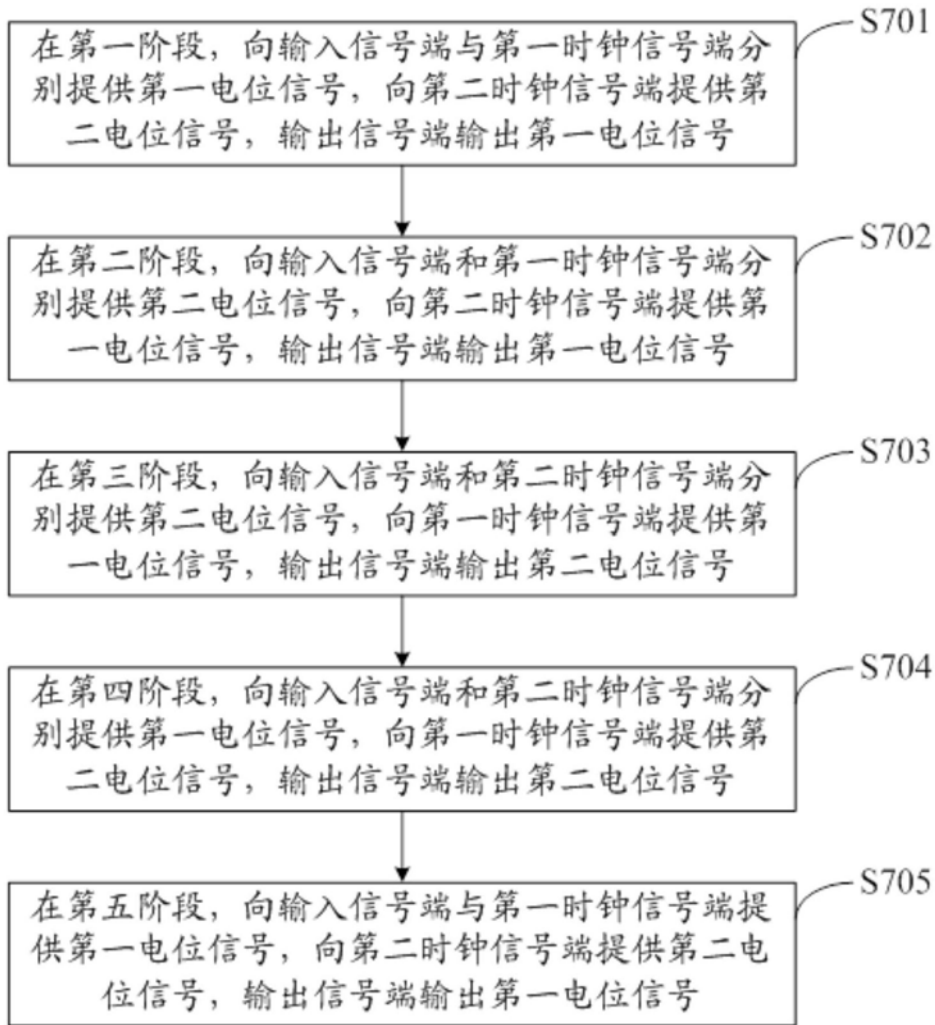 S701
在第一阶段，向输入信号端与第一时钟信号端分
别提供第一电位信号，向第二时钟信号端提供第
二电位信号，输出信号端输出第一电位信号
S702
在第二阶段，向输入信号端和第一时钟信号端分
别提供第二电位信号，向第二时钟信号端提供第
一电位信号，输出信号端输出第一电位信号
S703
在第三阶段，向输入信号端和第二时钟信号端分
别提供第二电位信号，向第一时钟信号端提供第
一电位信号，输出信号端输出第二电位信号
S704
在第四阶段，向输入信号端和第二时钟信号端分
别提供第一电位信号，向第一时钟信号端提供第
二电位信号，输出信号端输出第二电位信号
S705
在第五阶段，向输入信号端与第一时钟信号端提
供第一电位信号，向第二时钟信号端提供第二电
位信号，输出信号端输出第一电位信号